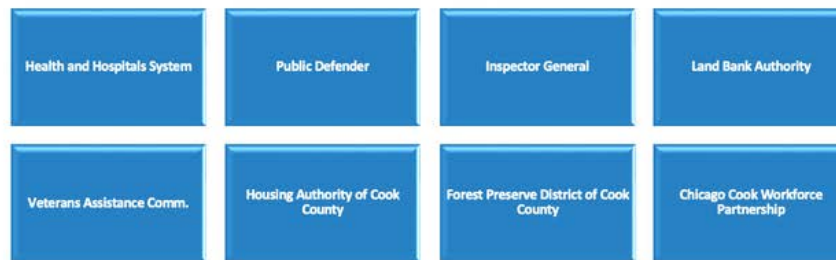 Health and Hospitals System
Public Defender
Inspector General
Land Bank Authority
Veterans Assistance Comm.
Housing Authority of Cook
County
Forest Preserve District of Cook
County
Chicago Cook Workforce
Partnership